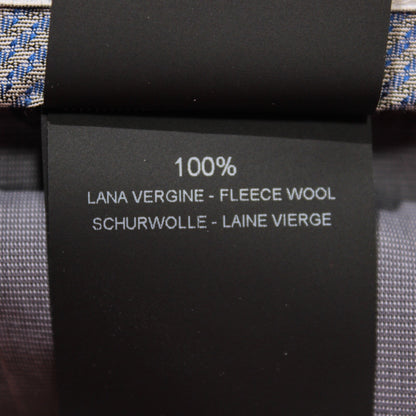 100%
LANA VERGINE - FLEECE WOOL
SCHURWOLLE - LAINE VIERGE